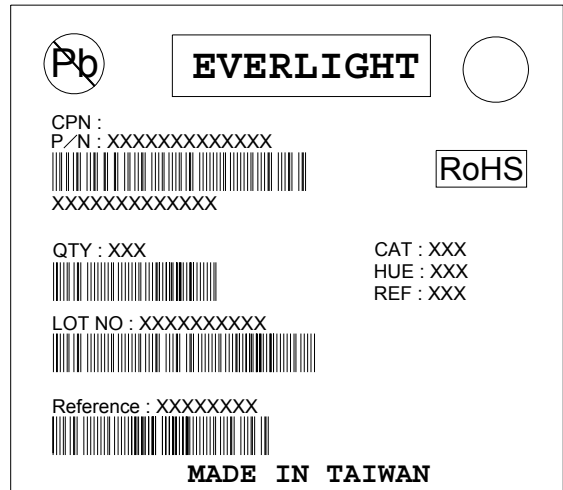 Pb
EVERLIGHT
CPN :
P/N : XXXXXXXXXXXXX
RoHS
XXXXXXXXXXXXX
QTY : XXX
CAT : XXX
HUE : XXX
REF : XXX
LOT NO : XXXXXXXXXX
Reference : XXXXXXXX
MADE IN TAIWAN